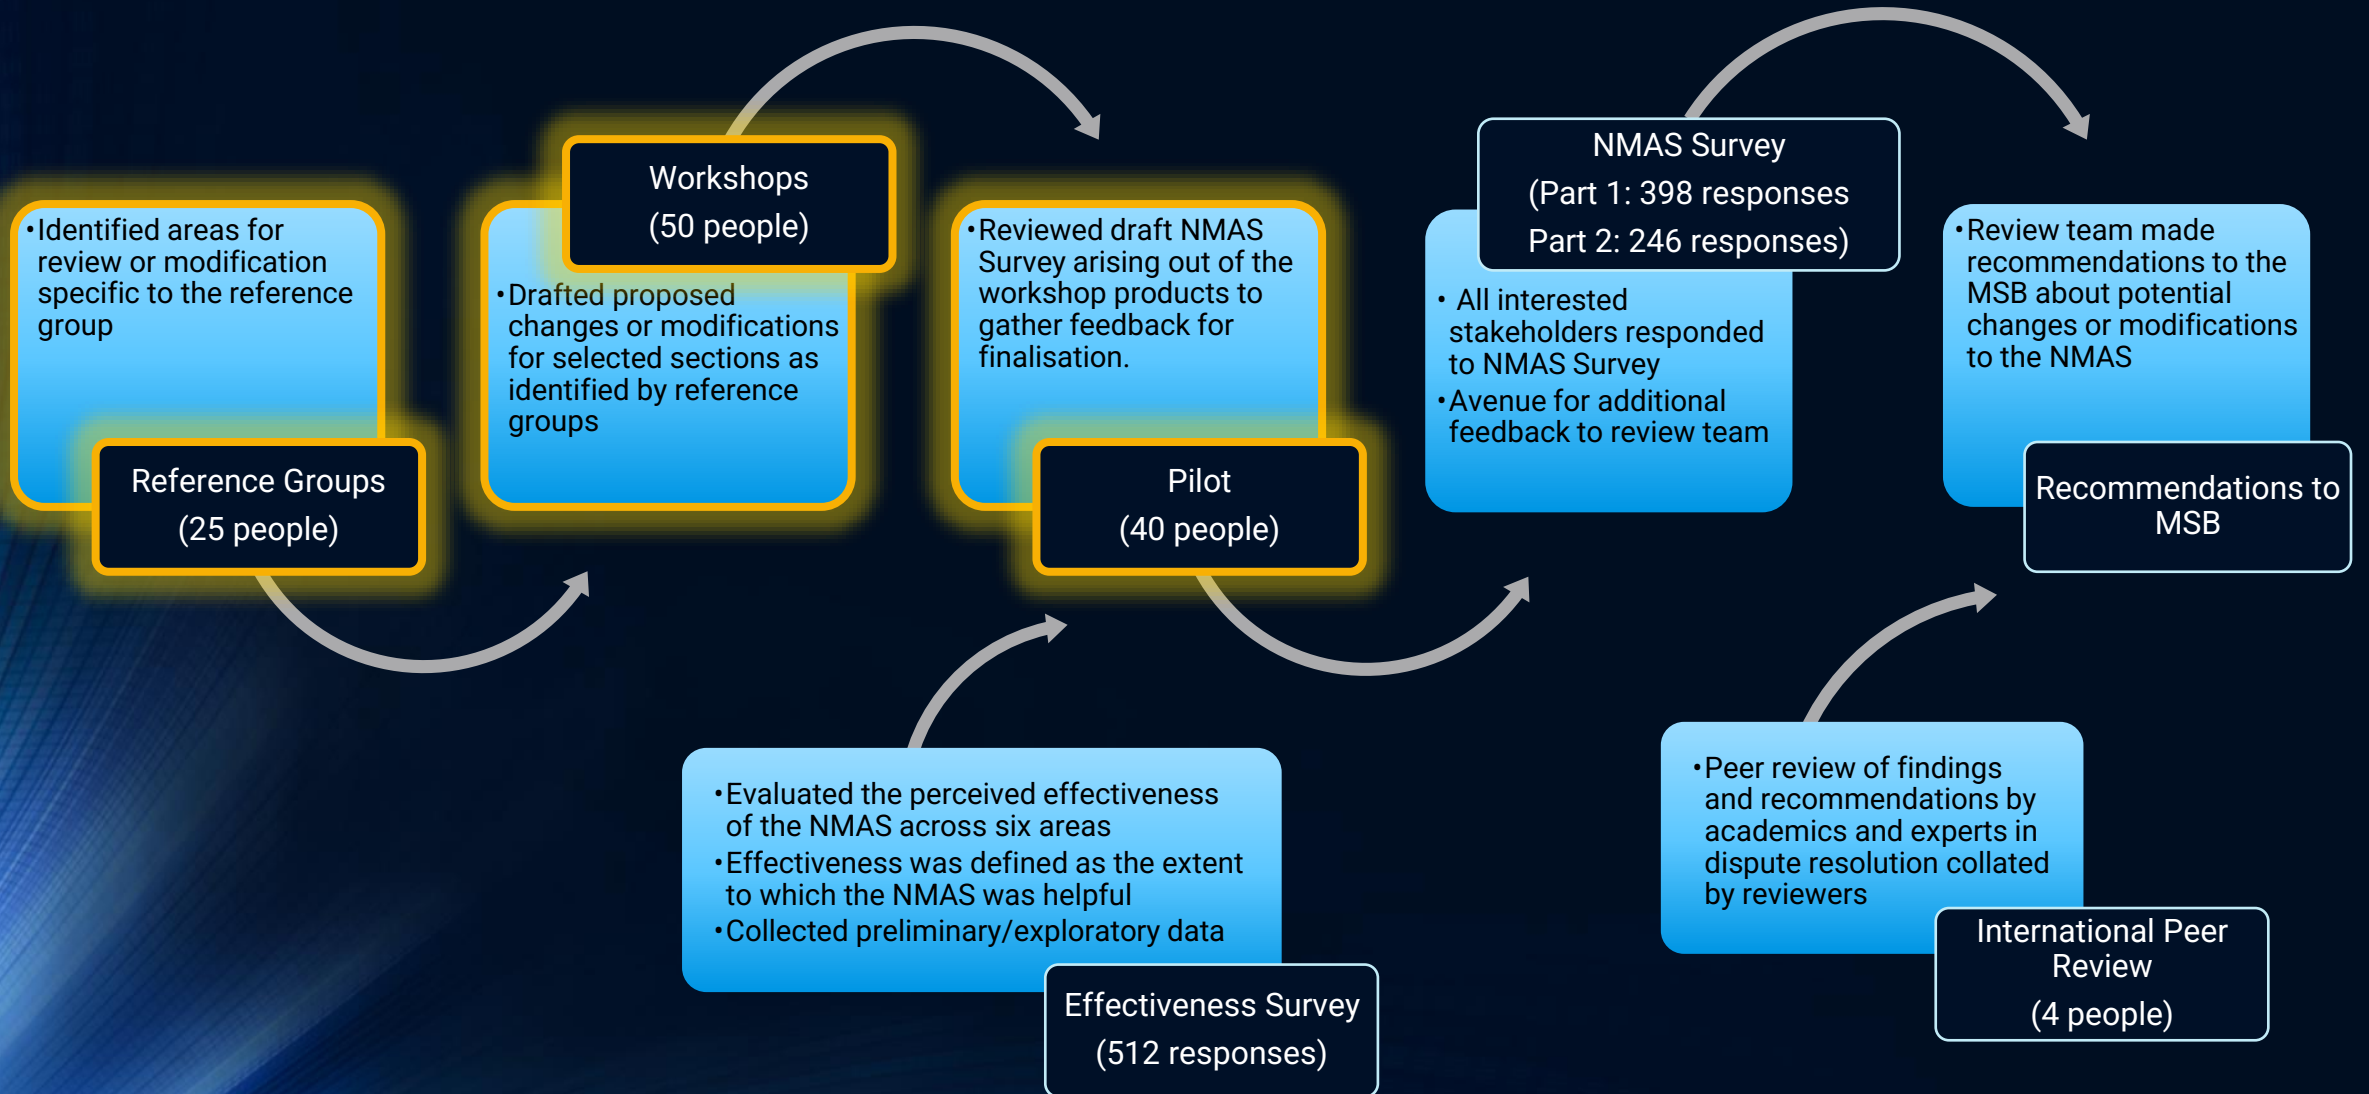 •Identified areas for
review or modification
specific to the reference
group
Reference Groups
(25 people)
Workshops
(50 people)
•Drafted proposed
changes or modifications
for selected sections as
identified by reference
groups
•Reviewed draft NMAS
Survey arising out of the
workshop products to
gather feedback for
finalisation.
Pilot
(40 people)
NMAS Survey
(Part 1: 398 responses
Part 2: 246 responses)
• All interested
stakeholders responded
to NMAS Survey
•Avenue for additional
feedback to review team
•Review team made
recommendations to the
MSB about potential
changes or modifications
to the NMAS
Recommendations to
MSB
•Evaluated the perceived effectiveness
of the NMAS across six areas
•Effectiveness was defined as the extent
to which the NMAS was helpful
•Collected preliminary/exploratory data
Effectiveness Survey
(512 responses)
•Peer review of findings
and recommendations by
academics and experts in
dispute resolution collated
by reviewers
International Peer
Review
(4 people)